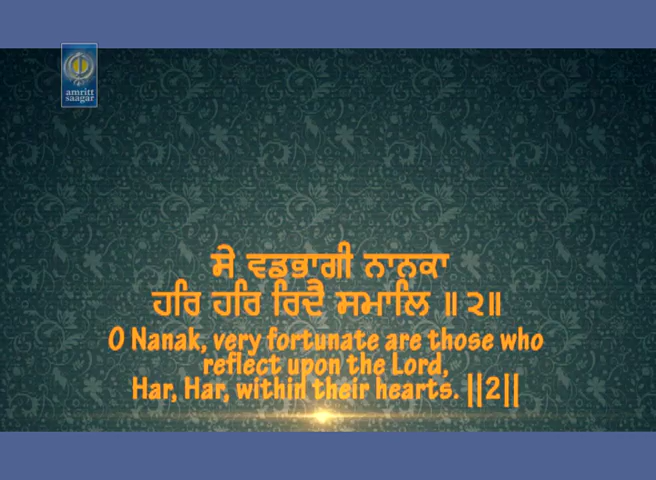 amritt
saagar
ਸੇ ਵਡਭਾਗੀ ਨਾਨਕਾ
ਹਰਿ ਹਰਿ ਰਿਦੈ ਸਮਾਲਿ ॥੨॥
O Nanak, very fortunate are those who
reflect upon the Lord,
Har, Har, within their hearts. ||2||